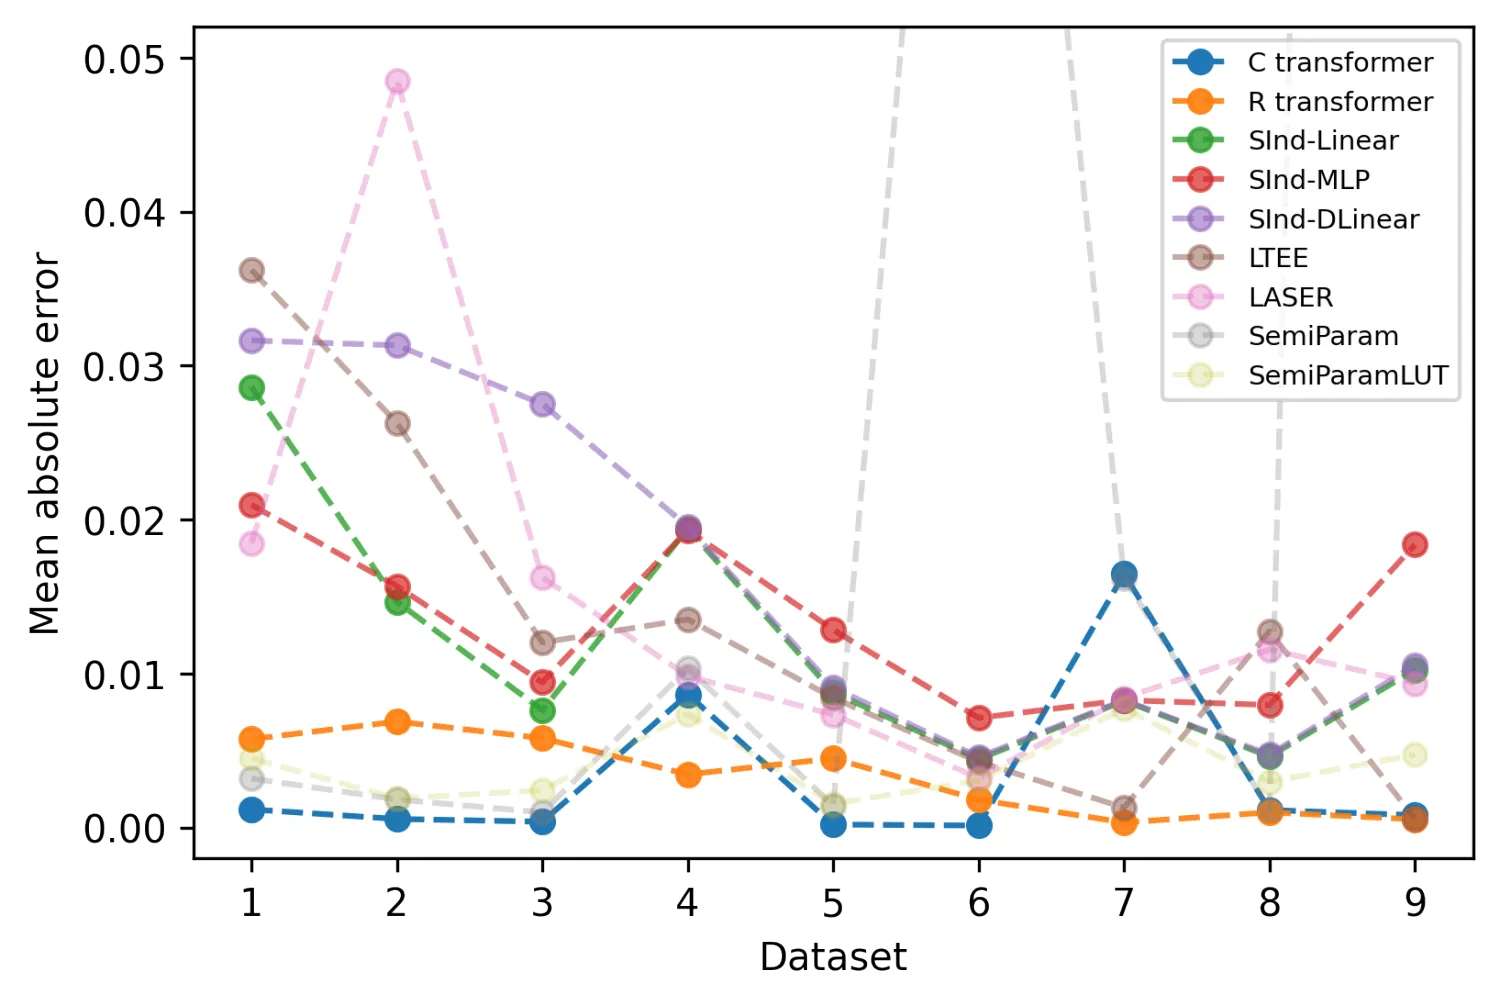 0.05
0.04
0.03
0.02
0.01
0.00
Mean absolute error
C transformer
R transformer
SInd-Linear
SInd-MLP
SInd-DLinear
LTEE
LASER
SemiParam
SemiParamLUT
1 2 3 4 5 6 7 8 9
Dataset